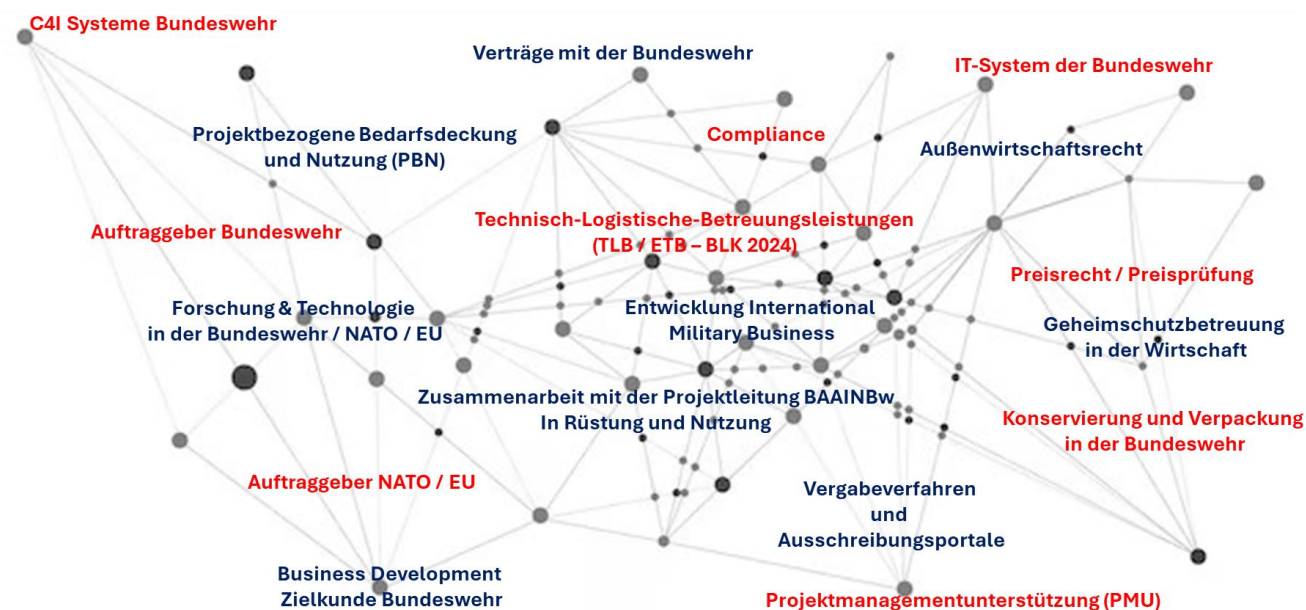 C4I Systeme Bundeswehr
Verträge mit der Bundeswehr
IT-System der Bundeswehr
Projektbezogene Bedarfsdeckung
und Nutzung (PBN)
Compliance
Außenwirtschaftsrecht
Auftraggeber Bundeswehr
Technisch-Logistische-Betreuungsleistungen
(TLB / ETB – BLK 2024)
Preisrecht / Preisprüfung
Forschung & Technologie
in der Bundeswehr / NATO / EU
Entwicklung International
Military Business
Geheimschutzbetreuung
in der Wirtschaft
Zusammenarbeit mit der Projektleitung BAAINBw
In Rüstung und Nutzung
Konservierung und Verpackung
in der Bundeswehr
Auftraggeber NATO / EU
Vergabeverfahren
und
Ausschreibungsportale
Business Development
Zielkunde Bundeswehr
Projektmanagementunterstützung (PMU)